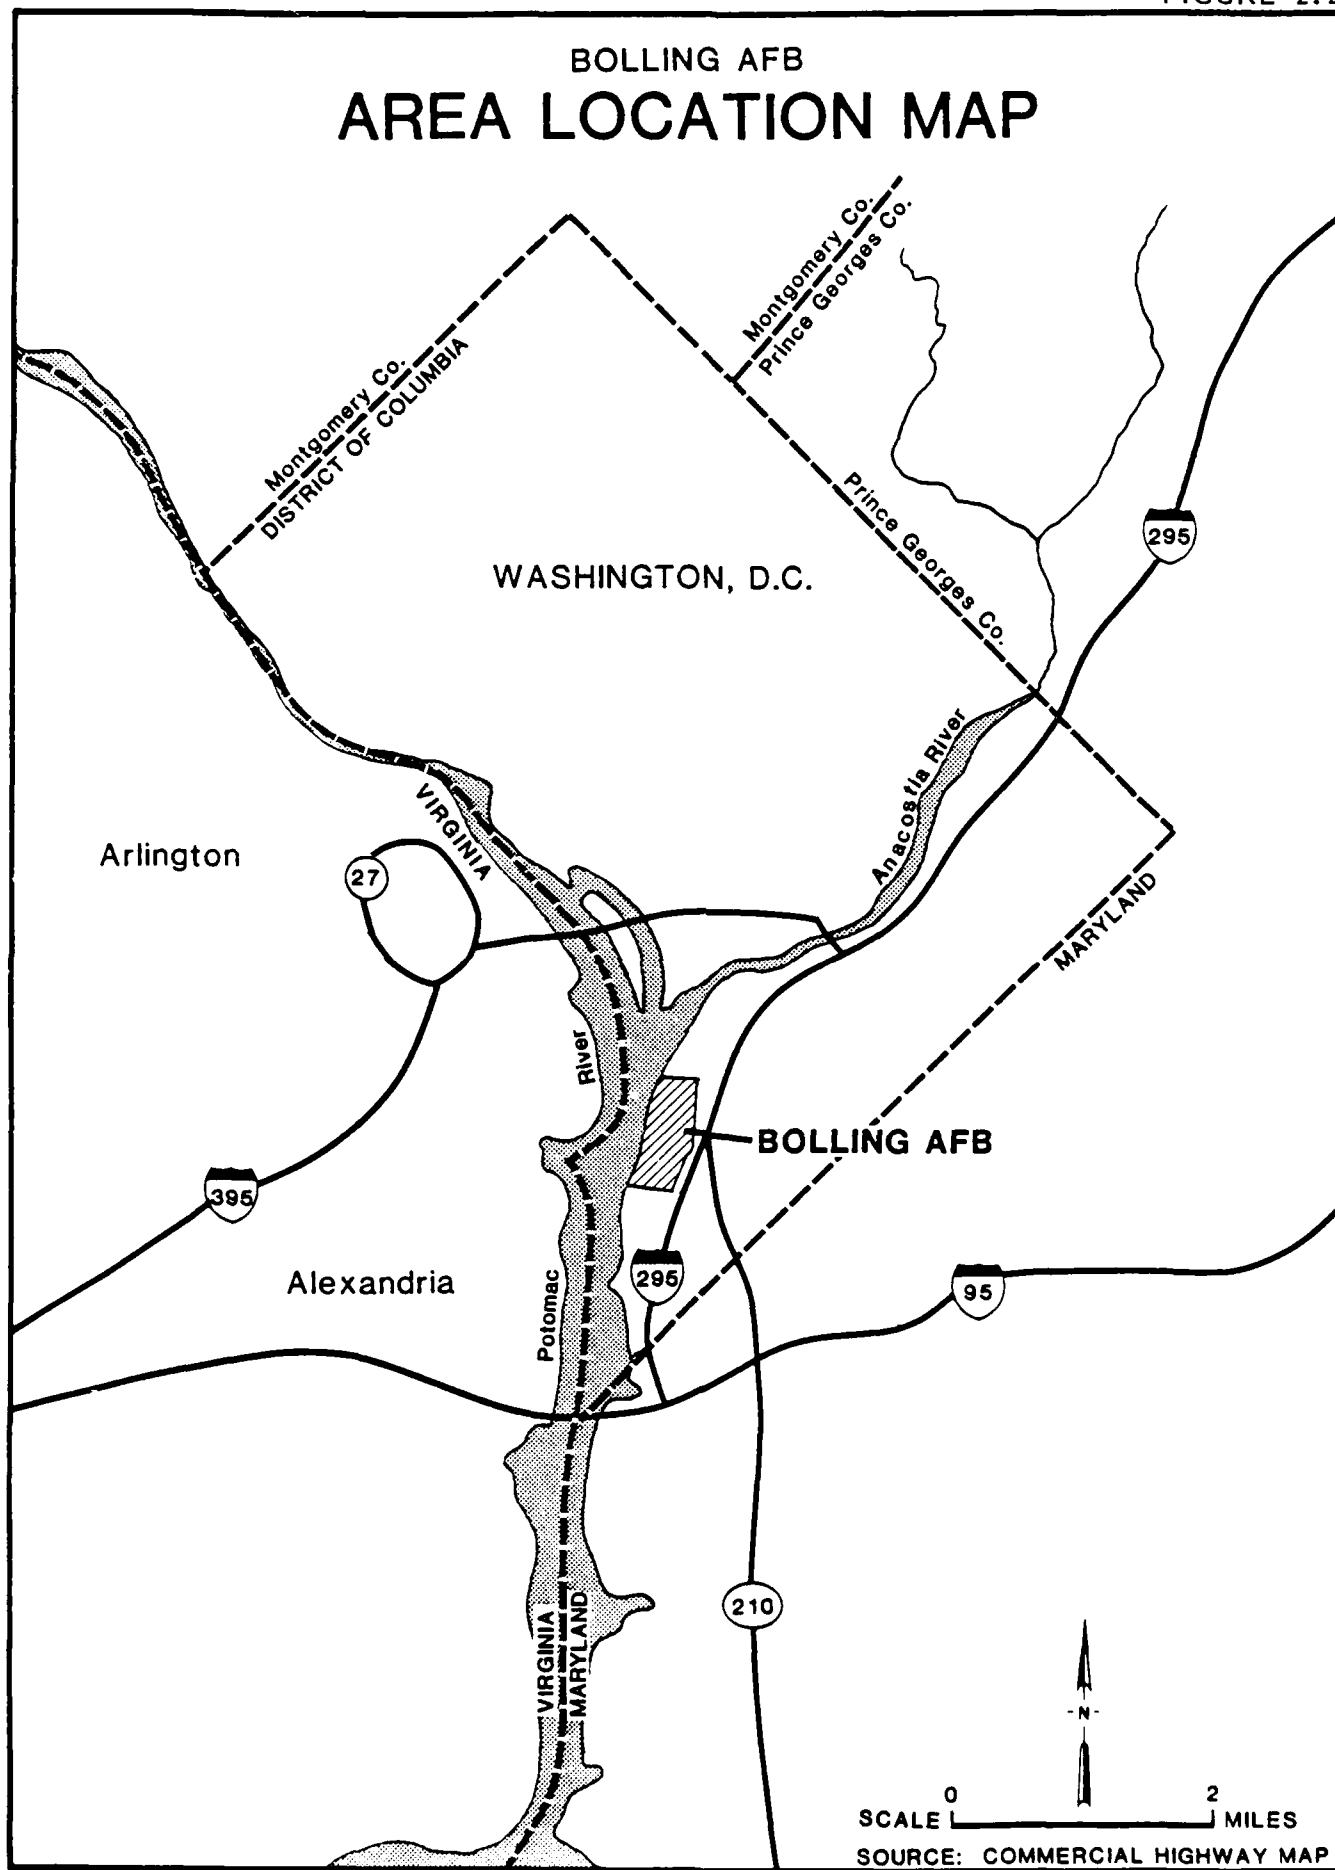 BOLLING AFB
AREA LOCATION MAP
Montgomery Co.
Prince Georges Co.
Montgomery Co.
DISTRICT OF COLUMBIA
Prince Georges Co.
295
WASHINGTON, D.C.
Anacostia River
VIRGINIA
Arlington
27
MARYLAND
River
BOLLING AFB
395
295
95
Alexandria
Potomac
210
VIRGINIA
MARYLAND
-N-
0 2
SCALE MILES
SOURCE: COMMERCIAL HIGHWAY MAP